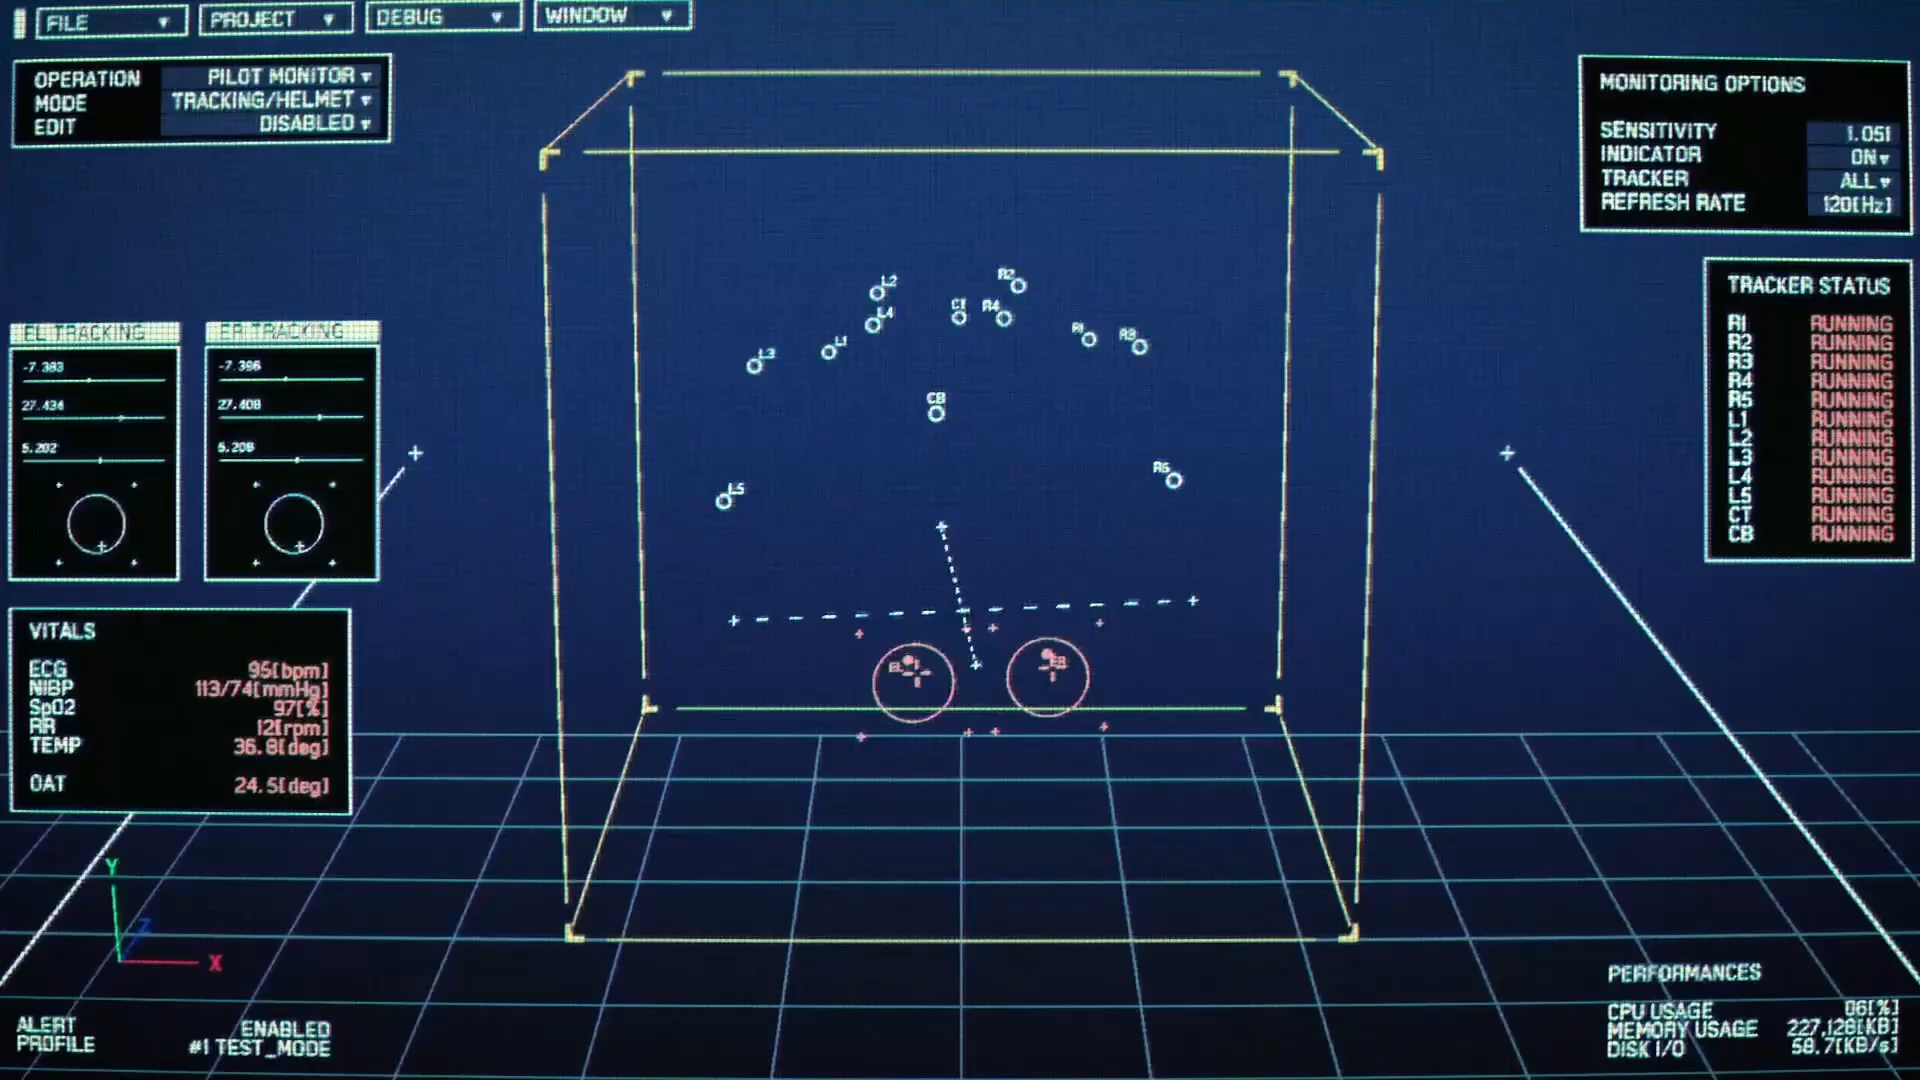 FILE
PROJECT
DEBUG
WINDOW
OPERATION PILOT MONITOR
MODE TRACKING/HELMET
EDIT DISABLED
MONITORING OPTIONS
SENSITIVITY 1.051
INDICATOR ON
TRACKER ALL
REFRESH RATE 120[Hz]
TRACKER STATUS
R1 RUNNING
R2 RUNNING
R3 RUNNING
R4 RUNNING
R5 RUNNING
L1 RUNNING
L2 RUNNING
L3 RUNNING
L4 RUNNING
L5 RUNNING
CT RUNNING
CB RUNNING
L2
R2
L4
CT
R4
L3
L1
R1
R3
CB
L5
R5
EL
ER
EL TRACKING
-7.383
27.434
5.202
ER TRACKING
-7.396
27.408
5.208
VITALS
ECG 95[bpm]
NIBP 113/74[mmHg]
SpO2 97[%]
RR 12[rpm]
TEMP 36.8[deg]
OAT 24.5[deg]
Y
Z
X
ALERT ENABLED
PROFILE #1 TEST_MODE
PERFORMANCES
CPU USAGE 06[%]
MEMORY USAGE 227,128[KB]
DISK I/O 58.7[KB/s]